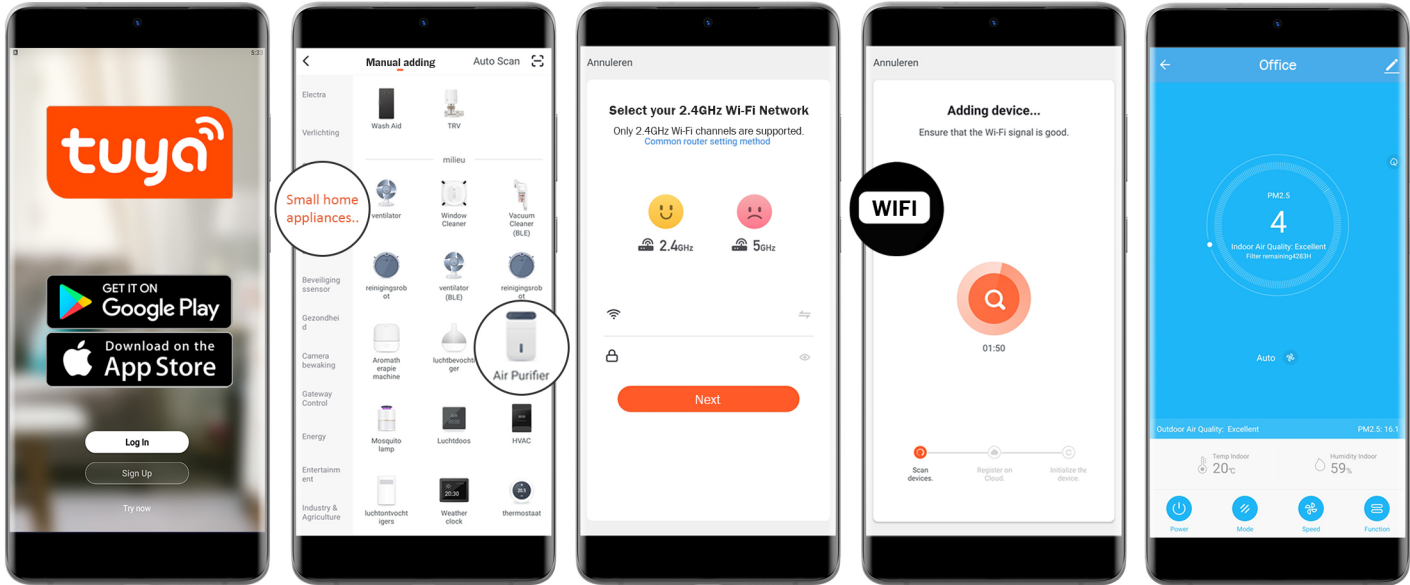 5:33
tuya
GET IT ON
Google Play
Download on the
App Store
Log In
Sign Up
Try now
Manual adding
Auto Scan
Electra
Verlichting
Small home
appliances..
Beveiliging
ssensor
Gezondhei
d
Camera
bewaking
Gateway
Control
Energy
Entertainm
ent
Industry &
Agriculture
Wash Aid
TRV
milieu
ventilator
Window
Cleaner
Vacuum
Cleaner
(BLE)
reinigingsrob
ot
ventilator
(BLE)
reinigingsrob
ot
Aromath
erapie
machine
luchtbevochti
ger
Air Purifier
Mosquito
lamp
Luchtdoos
HVAC
luchtontvocht
igers
20:30
Weather
clock
20.5
thermostaat
Annuleren
Select your 2.4GHz Wi-Fi Network
Only 2.4GHz Wi-Fi channels are supported.
Common router setting method
2.4GHz
5GHz
Next
Annuleren
Adding device...
Ensure that the Wi-Fi signal is good.
WIFI
01:50
Scan
devices.
Register on
Cloud.
Initialize the
device.
Office
PM2.5
4
Indoor Air Quality: Excellent
Filter remaining4283H
Auto
Outdoor Air Quality: Excellent
PM2.5: 16.1
Temp Indoor
20℃
Humidity Indoor
59%
Power
Mode
Speed
Function